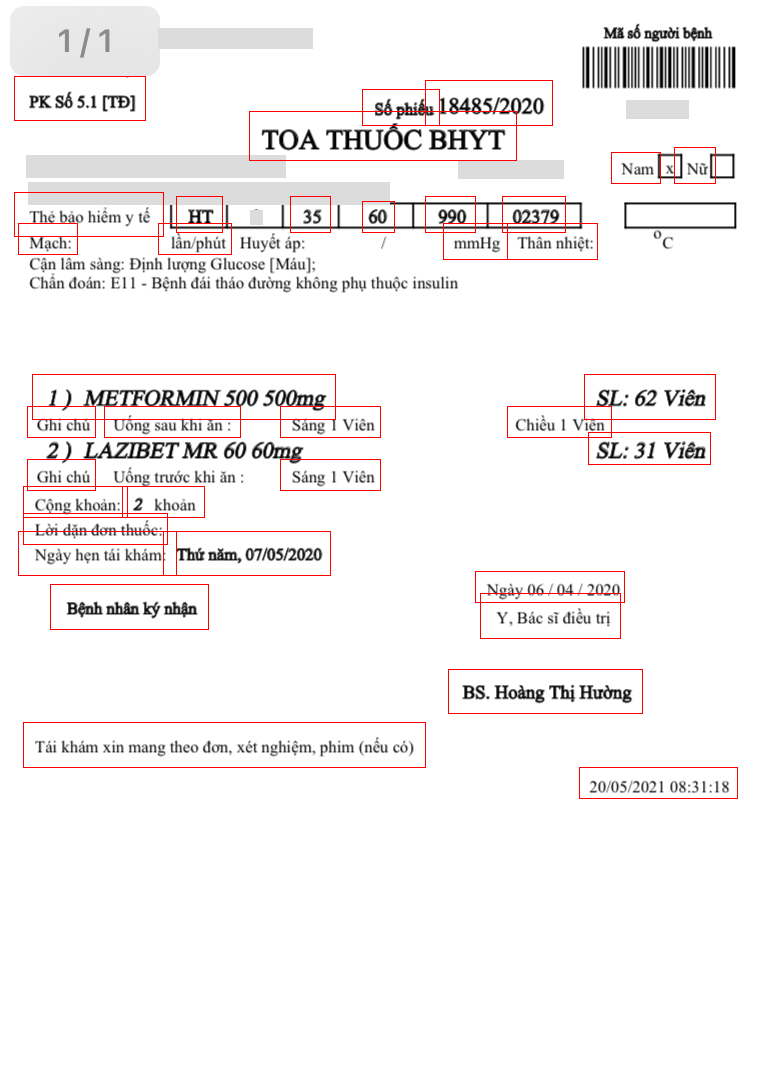 1/1
Mã số người bệnh
PK Số 5.1 [TĐ]
Số phiếu 18485/2020
TOA THUỐC BHYT
Nam x Nữ
Thẻ bảo hiểm y tế HT 35 60 990 02379
Mạch: lần/phút Huyết áp: / mmHg Thân nhiệt: °C
Cận lâm sàng: Định lượng Glucose [Máu];
Chẩn đoán: E11 - Bệnh đái tháo đường không phụ thuộc insulin
1 ) METFORMIN 500 500mg SL: 62 Viên
Ghi chú Uống sau khi ăn : Sáng 1 Viên Chiều 1 Viên
2 ) LAZIBET MR 60 60mg SL: 31 Viên
Ghi chú Uống trước khi ăn : Sáng 1 Viên
Cộng khoản: 2 khoản
Lời dặn đơn thuốc:
Ngày hẹn tái khám: Thứ năm, 07/05/2020
Ngày 06 / 04 / 2020
Bệnh nhân ký nhận Y, Bác sĩ điều trị
BS. Hoàng Thị Hường
Tái khám xin mang theo đơn, xét nghiệm, phim (nếu có)
20/05/2021 08:31:18